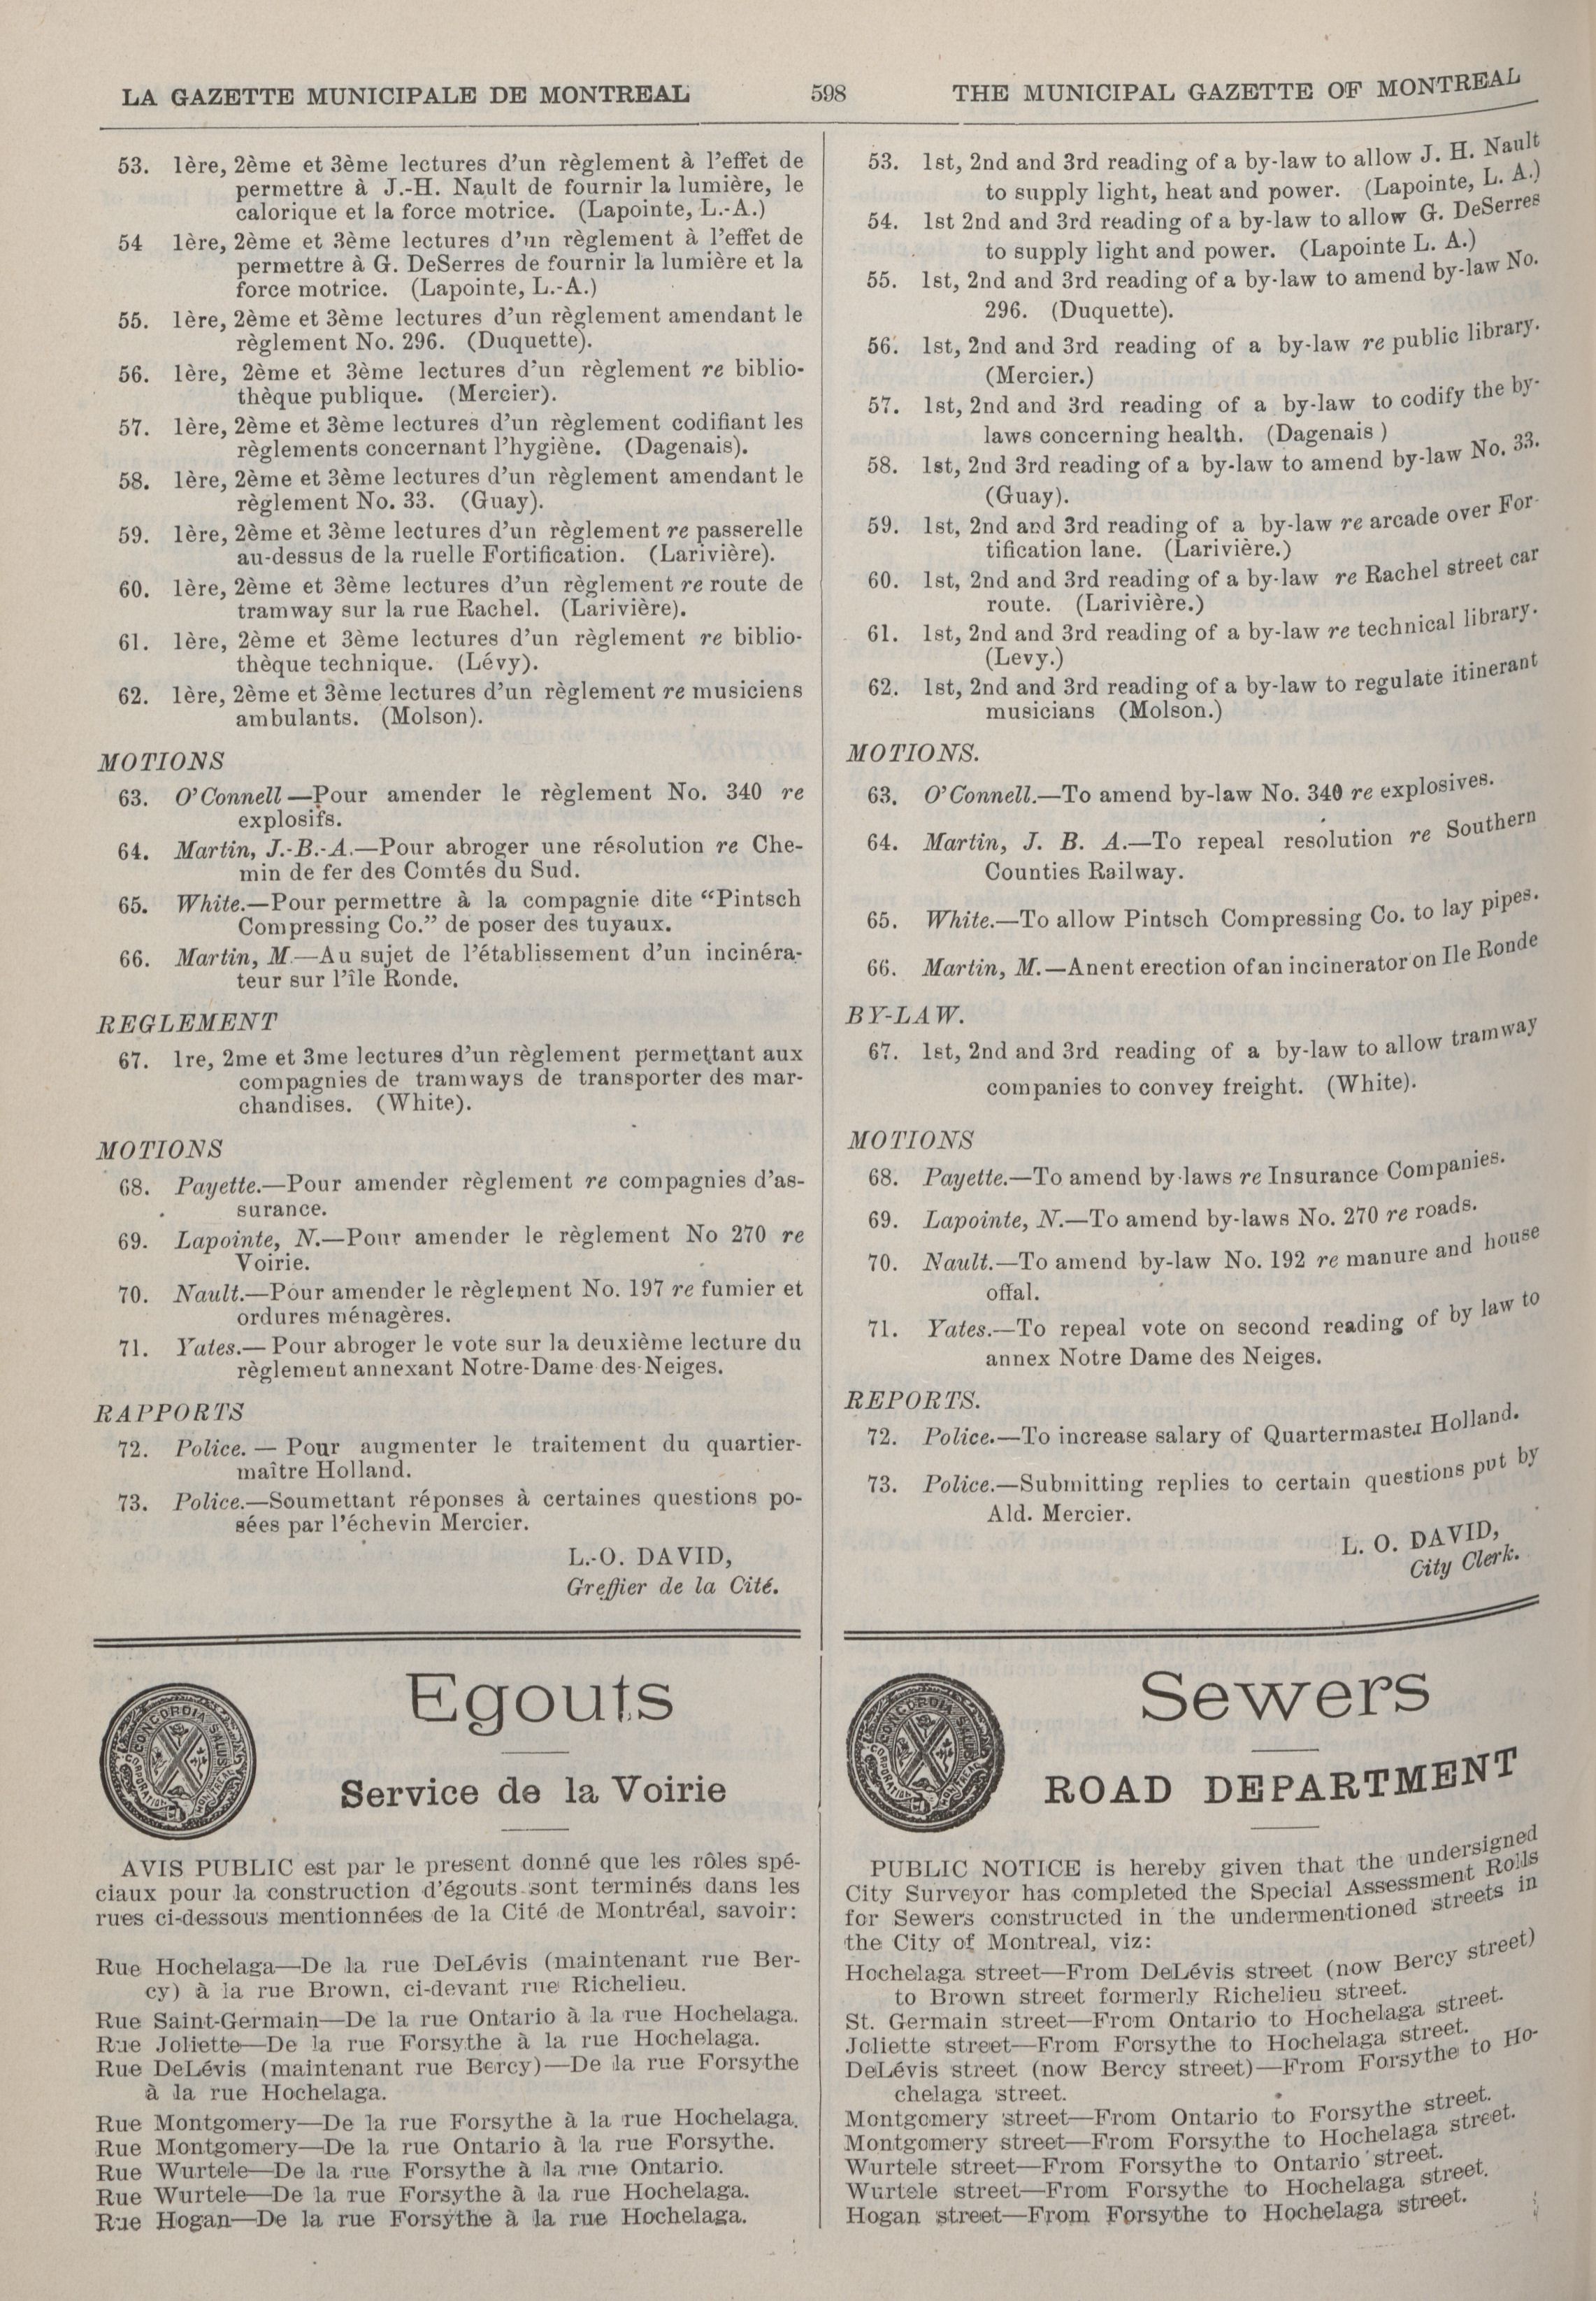 LA GAZETTE MUNICIPALE DE MONTREAL
598
THE MUNICIPAL GAZETTE OF MONTREAL
53. 1ère, 2ème et 3ème lectures d'un règlement à l'effet de
permettre à J.-H. Nault de fournir la lumière, le
calorique et la force motrice. (Lapointe, L.-A.)
54 1ère, 2ème et 3ème lectures d'un règlement à l'effet de
permettre à G. DeSerres de fournir la lumière et la
force motrice. (Lapointe, L.-A.)
55. 1ère, 2ème et 3ème lectures d'un règlement amendant le
règlement No. 296. (Duquette).
56. 1ère, 2ème et 3ème lectures d'un règlement re biblio-
thèque publique. (Mercier).
57. 1ère, 2ème et 3ème lectures d'un règlement codifiant les
règlements concernant l'hygiène. (Dagenais).
58. 1ère, 2ème et 3ème lectures d'un règlement amendant le
règlement No. 33. (Guay).
59. 1ère, 2ème et 3ème lectures d'un règlement re passerelle
au-dessus de la ruelle Fortification. (Larivière).
60. 1ère, 2ème et 3ème lectures d'un règlement re route de
tramway sur la rue Rachel. (Larivière).
61. 1ère, 2ème et 3ème lectures d'un règlement re biblio-
thèque technique. (Lévy).
62. 1ère, 2ème et 3ème lectures d'un règlement re musiciens
ambulants. (Molson).
MOTIONS
63. O'Connell —Pour amender le règlement No. 340 re
explosifs.
64. Martin, J.-B.-A.—Pour abroger une résolution re Che-
min de fer des Comtés du Sud.
65. White.—Pour permettre à la compagnie dite “Pintsch
Compressing Co.” de poser des tuyaux.
66. Martin, M.—Au sujet de l'établissement d'un incinéra-
teur sur l'île Ronde.
REGLEMENT
67. 1re, 2me et 3me lectures d'un règlement permettant aux
compagnies de tramways de transporter des mar-
chandises. (White).
MOTIONS
68. Payette.—Pour amender règlement re compagnies d'as-
surance.
69. Lapointe, N.—Pour amender le règlement No 270 re
Voirie.
70. Nault.—Pour amender le règlement No. 197 re fumier et
ordures ménagères.
71. Yates.— Pour abroger le vote sur la deuxième lecture du
règlement annexant Notre-Dame-des-Neiges.
RAPPORTS
72. Police. — Pour augmenter le traitement du quartier-
maître Holland.
73. Police.—Soumettant réponses à certaines questions po-
sées par l'échevin Mercier.
L.-O. DAVID,
Greffier de la Cité.
53. 1st, 2nd and 3rd reading of a by-law to allow J. H. Nault
to supply light, heat and power. (Lapointe, L. A.)
54. 1st 2nd and 3rd reading of a by-law to allow G. DeSerres
to supply light and power. (Lapointe L. A.)
55. 1st, 2nd and 3rd reading of a by-law to amend by-law No.
296. (Duquette).
56. 1st, 2nd and 3rd reading of a by-law re public library.
(Mercier.)
57. 1st, 2nd and 3rd reading of a by-law to codify the by-
laws concerning health. (Dagenais )
58. 1st, 2nd 3rd reading of a by-law to amend by-law No. 33.
(Guay).
59. 1st, 2nd and 3rd reading of a by-law re arcade over For-
tification lane. (Larivière.)
60. 1st, 2nd and 3rd reading of a by-law re Rachel street car
route. (Larivière.)
61. 1st, 2nd and 3rd reading of a by-law re technical library.
(Levy.)
62. 1st, 2nd and 3rd reading of a by-law to regulate itinerant
musicians (Molson.)
MOTIONS.
63. O'Connell.—To amend by-law No. 340 re explosives.
64. Martin, J. B. A.—To repeal resolution re Southern
Counties Railway.
65. White.—To allow Pintsch Compressing Co. to lay pipes.
66. Martin, M.—Anent erection of an incinerator on Ile Ronde
BY-LAW.
67. 1st, 2nd and 3rd reading of a by-law to allow tramway
companies to convey freight. (White).
MOTIONS
68. Payette.—To amend by-laws re Insurance Companies.
69. Lapointe, N.—To amend by-laws No. 270 re roads.
70. Nault.—To amend by-law No. 192 re manure and house
offal.
71. Yates.—To repeal vote on second reading of by law to
annex Notre Dame des Neiges.
REPORTS.
72. Police.—To increase salary of Quartermaster Holland.
73. Police.—Submitting replies to certain questions put by
Ald. Mercier.
L. O. DAVID,
City Clerk.
Egouts
Service de la Voirie
CONCORDIA SALUS
CORPORATION MONTREAL
AVIS PUBLIC est par le present donné que les rôles spé-
ciaux pour la construction d'égouts sont terminés dans les
rues ci-dessous mentionnées de la Cité de Montréal, savoir:
Rue Hochelaga—De la rue DeLévis (maintenant rue Ber-
cy) à la rue Brown, ci-devant rue Richelieu.
Rue Saint-Germain—De la rue Ontario à la rue Hochelaga.
Rue Joliette—De la rue Forsythe à la rue Hochelaga.
Rue DeLévis (maintenant rue Bercy)—De la rue Forsythe
à la rue Hochelaga.
Rue Montgomery—De la rue Forsythe à la rue Hochelaga.
Rue Montgomery—De la rue Ontario à la rue Forsythe.
Rue Wurtele—De la rue Forsythe à la rue Ontario.
Rue Wurtele—De la rue Forsythe à la rue Hochelaga.
Rue Hogan—De la rue Forsythe à la rue Hochelaga.
Sewers
ROAD DEPARTMENT
CONCORDIA SALUS
CORPORATION MONTREAL
PUBLIC NOTICE is hereby given that the undersigned
City Surveyor has completed the Special Assessment Rolls
for Sewers constructed in the undermentioned streets in
the City of Montreal, viz:
Hochelaga street—From DeLévis street (now Bercy street)
to Brown street formerly Richelieu street.
St. Germain street—From Ontario to Hochelaga street.
Joliette street—From Forsythe to Hochelaga street.
DeLévis street (now Bercy street)—From Forsythe to Ho-
chelaga street.
Montgomery street—From Ontario to Forsythe street.
Montgomery street—From Forsythe to Hochelaga street.
Wurtele street—From Forsythe to Ontario street.
Wurtele street—From Forsythe to Hochelaga street.
Hogan street—From Forsythe to Hochelaga street.